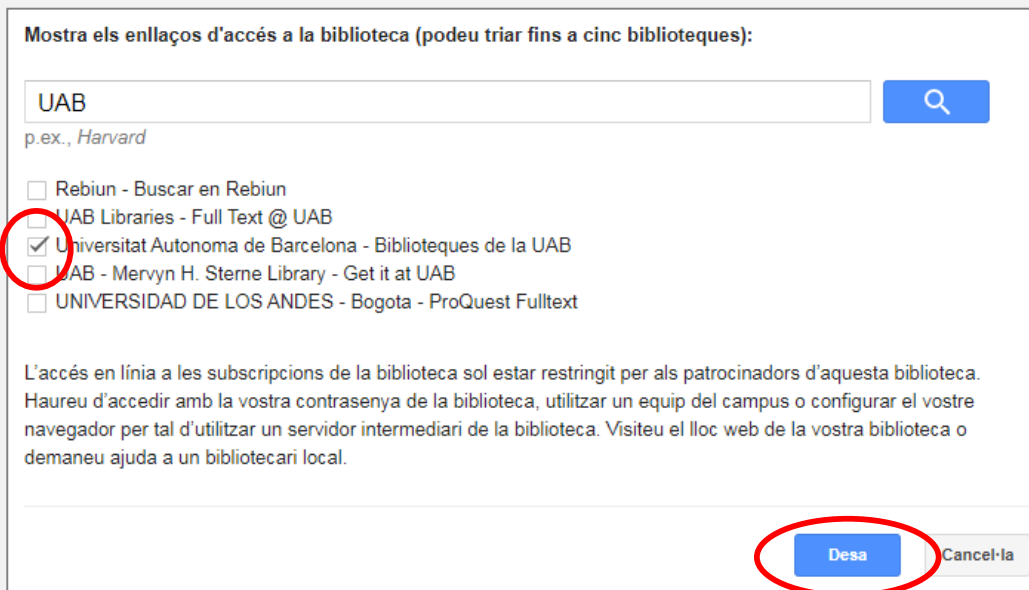 Mostra els enllaços d'accés a la biblioteca (podeu triar fins a cinc biblioteques):
UAB
p.ex., Harvard
Rebiun - Buscar en Rebiun
UAB Libraries - Full Text @ UAB
Universitat Autonoma de Barcelona - Biblioteques de la UAB
UAB - Mervyn H. Sterne Library - Get it at UAB
UNIVERSIDAD DE LOS ANDES - Bogota - ProQuest Fulltext
L'accés en línia a les subscripcions de la biblioteca sol estar restringit per als patrocinadors d'aquesta biblioteca.
Haureu d'accedir amb la vostra contrasenya de la biblioteca, utilitzar un equip del campus o configurar el vostre
navegador per tal d'utilitzar un servidor intermediari de la biblioteca. Visiteu el lloc web de la vostra biblioteca o
demaneu ajuda a un bibliotecari local.
Desa Cancel·la